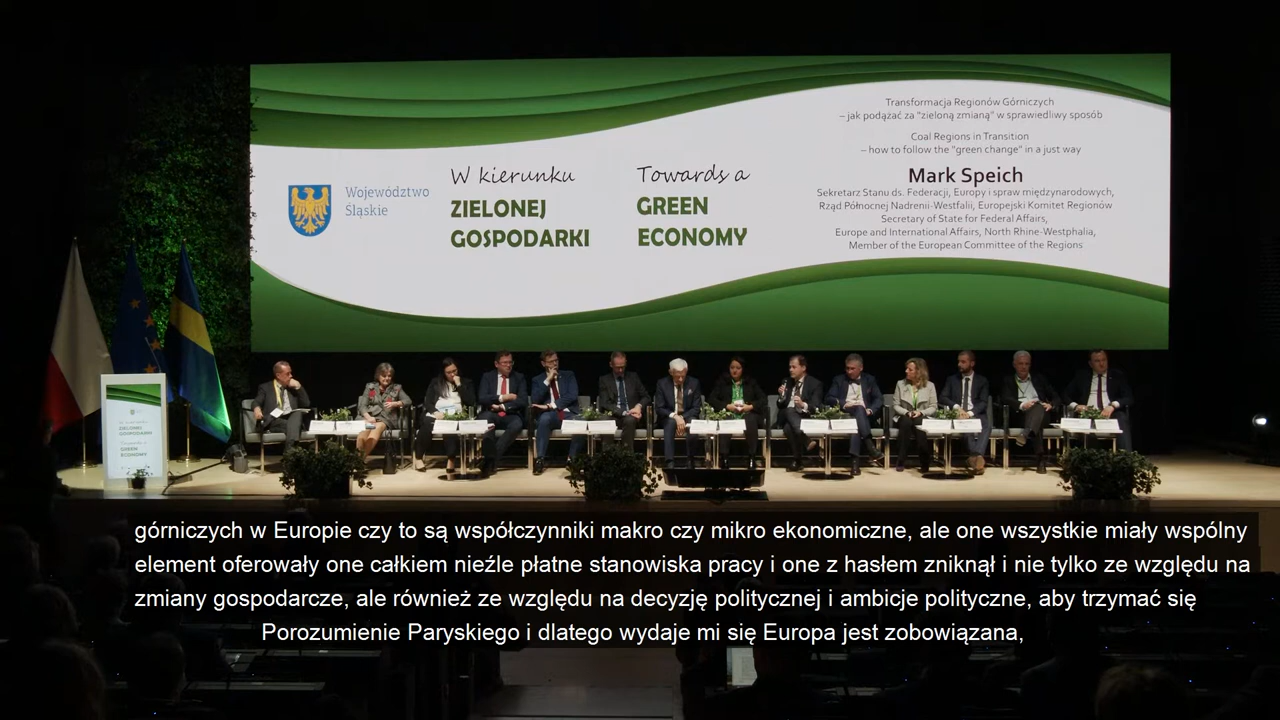 Transformacja Regionów Górniczych
– jak podążać za "zieloną zmianą" w sprawiedliwy sposób
Coal Regions in Transition
– how to follow the "green change" in a just way
Województwo
Śląskie
W kierunku
ZIELONEJ
GOSPODARKI
Towards a
GREEN
ECONOMY
Mark Speich
Sekretarz Stanu ds. Federacji, Europy i spraw międzynarodowych,
Rząd Północnej Nadrenii-Westfalii, Europejski Komitet Regionów
Secretary of State for Federal Affairs,
Europe and International Affairs, North Rhine-Westphalia,
Member of the European Committee of the Regions
W kierunku
ZIELONEJ
GOSPODARKI
Towards a
GREEN
ECONOMY
górniczych w Europie czy to są współczynniki makro czy mikro ekonomiczne, ale one wszystkie miały wspólny
element oferowały one całkiem nieźle płatne stanowiska pracy i one z hasłem zniknął i nie tylko ze względu na
zmiany gospodarcze, ale również ze względu na decyzję politycznej i ambicje polityczne, aby trzymać się
Porozumienie Paryskiego i dlatego wydaje mi się Europa jest zobowiązana,